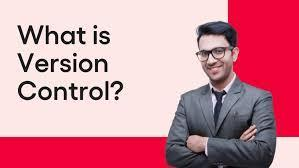 What is
Version
Control?